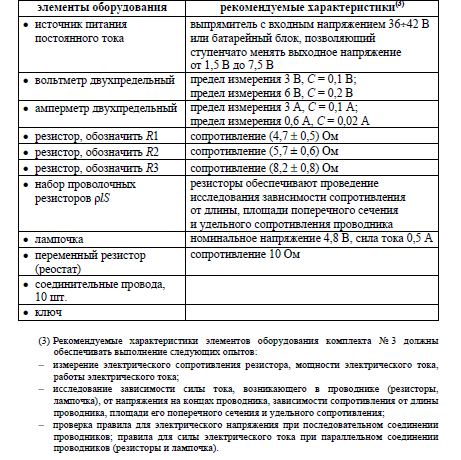 элементы оборудования рекомендуемые характеристики(3)
• источник питания постоянного тока
выпрямитель с входным напряжением 36÷42 В
или батарейный блок, позволяющий
ступенчато менять выходное напряжение
от 1,5 В до 7,5 В
• вольтметр двухпредельный
предел измерения 3 В, C = 0,1 В;
предел измерения 6 В, C = 0,2 В
• амперметр двухпредельный
предел измерения 3 А, C = 0,1 А;
предел измерения 0,6 А, C = 0,02 А
• резистор, обозначить R1 сопротивление (4,7 ± 0,5) Ом
• резистор, обозначить R2 сопротивление (5,7 ± 0,6) Ом
• резистор, обозначить R3 сопротивление (8,2 ± 0,8) Ом
• набор проволочных
резисторов ρlS
резисторы обеспечивают проведение
исследования зависимости сопротивления
от длины, площади поперечного сечения
и удельного сопротивления проводника
• лампочка номинальное напряжение 4,8 В, сила тока 0,5 А
• переменный резистор
(реостат)
сопротивление 10 Ом
• соединительные провода,
10 шт.
• ключ
(3) Рекомендуемые характеристики элементов оборудования комплекта № 3 должны
обеспечивать выполнение следующих опытов:
– измерение электрического сопротивления резистора, мощности электрического тока,
работы электрического тока;
– исследование зависимости силы тока, возникающего в проводнике (резисторы,
лампочка), от напряжения на концах проводника, зависимости сопротивления от длины
проводника, площади его поперечного сечения и удельного сопротивления;
– проверка правила для электрического напряжения при последовательном соединении
проводников; правила для силы электрического тока при параллельном соединении
проводников (резисторы и лампочка).